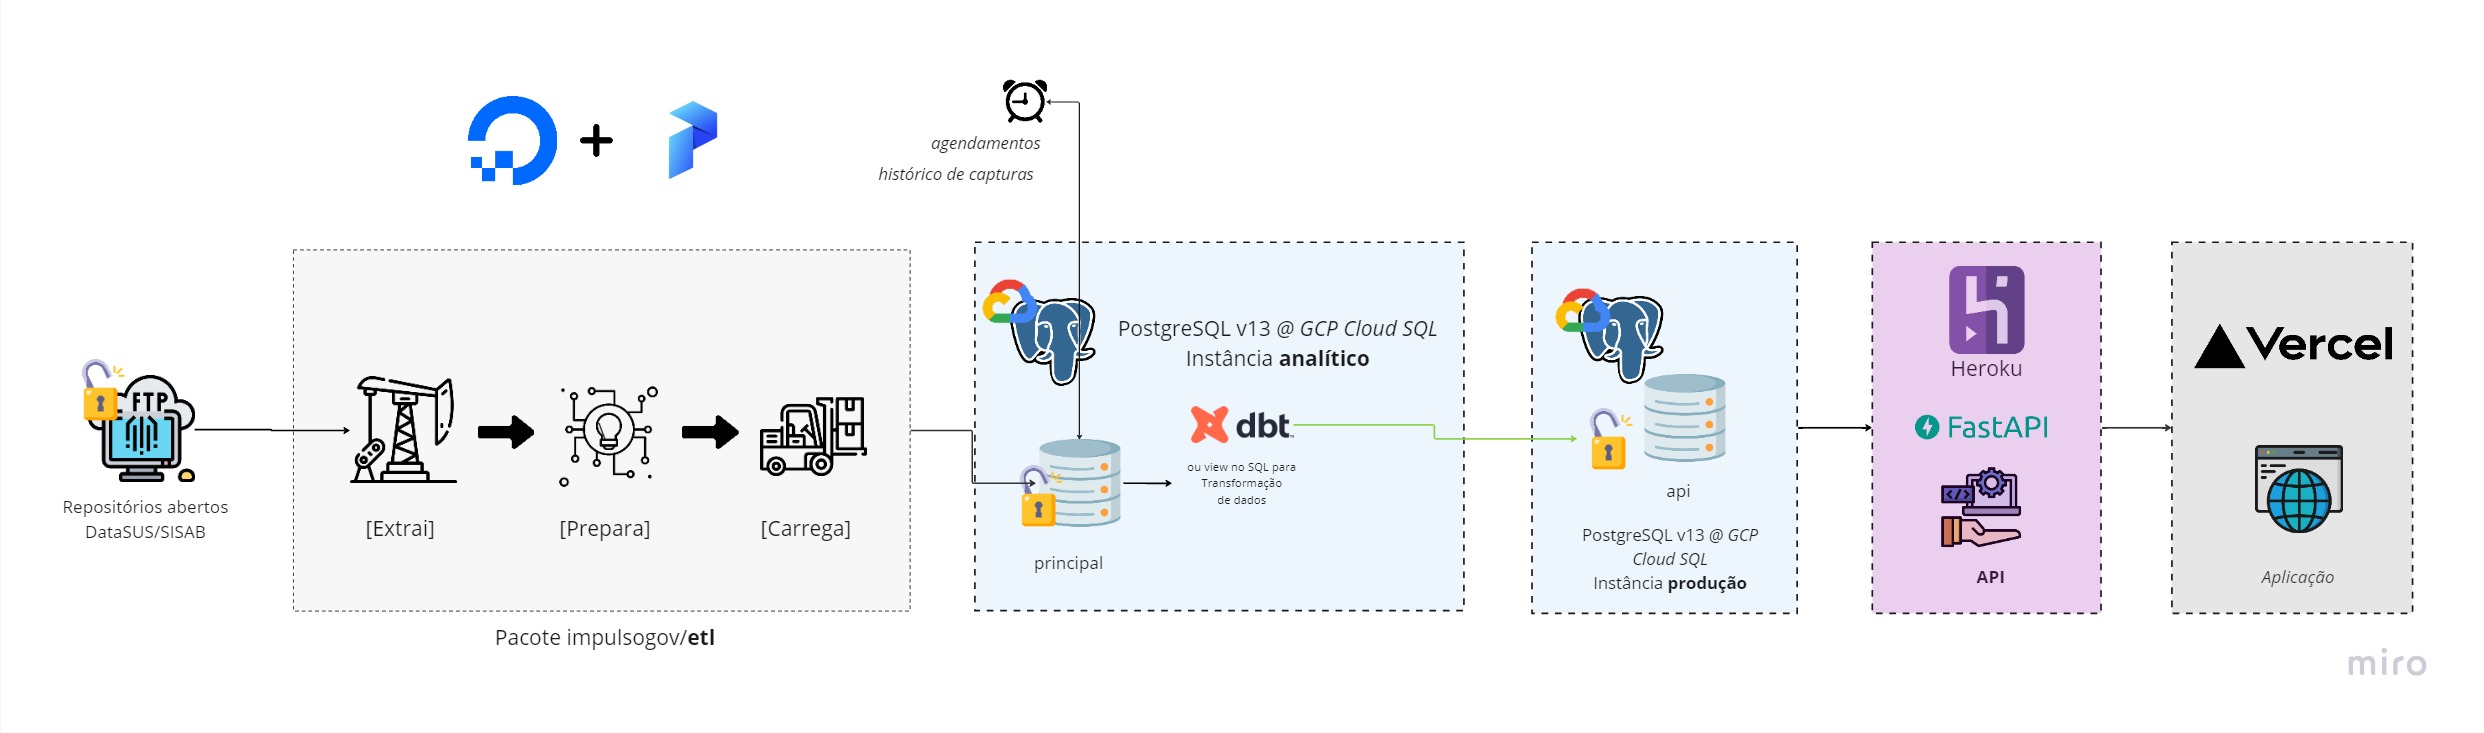 agendamentos
histórico de capturas
FTP
Repositórios abertos
DataSUS/SISAB
[Extrai]
[Prepara]
[Carrega]
Pacote impulsogov/etl
PostgreSQL v13 @ GCP Cloud SQL
Instância analítico
dbt
ou view no SQL para
Transformação
de dados
principal
api
PostgreSQL v13 @ GCP
Cloud SQL
Instância produção
Heroku
FastAPI
</>
API
Vercel
Aplicação
miro